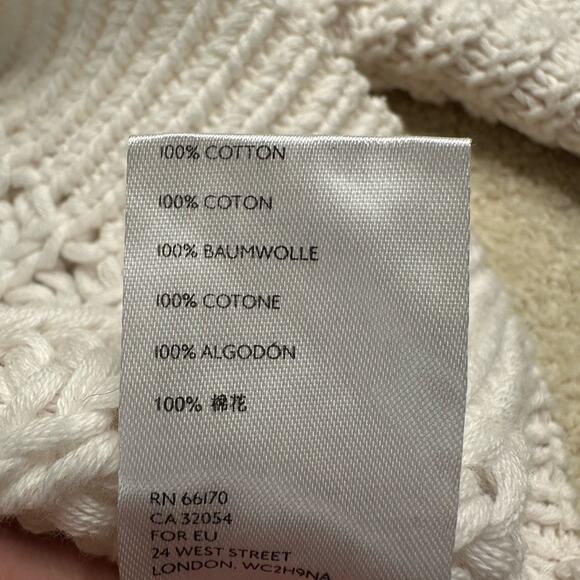 100% COTTON
100% COTON
100% BAUMWOLLE
100% COTONE
100% ALGODÓN
100% 棉花
RN 66170
CA 32054
FOR EU
24 WEST STREET
LONDON, WC2H9NA